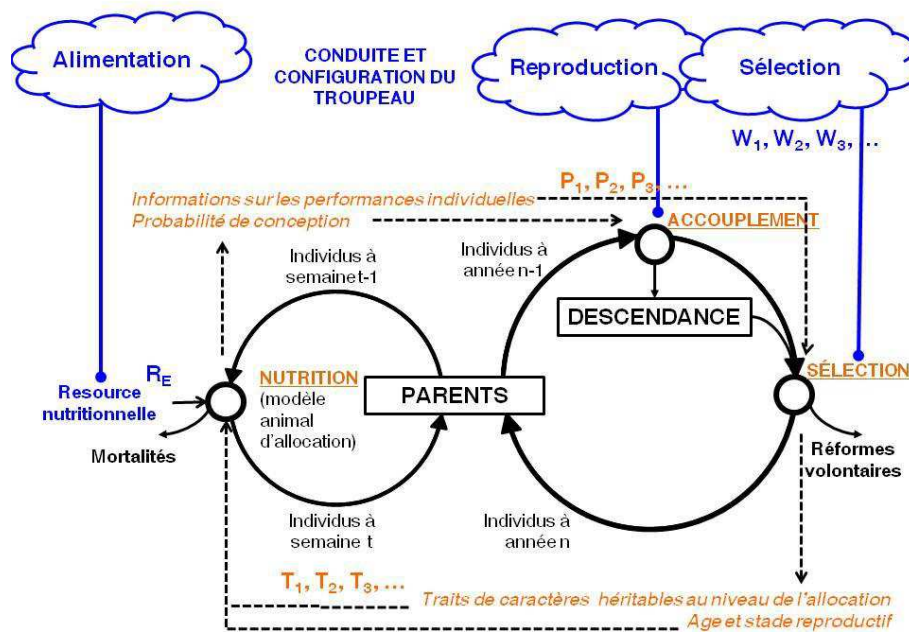 Alimentation
CONDUITE ET
CONFIGURATION DU
TROUPEAU
Reproduction
Sélection
W1, W2, W3, ...
P1, P2, P3, ...
Informations sur les performances individuelles
Probabilité de conception
ACCOUPLEMENT
Individus à
semaine t-1
Individus à
année n-1
DESCENDANCE
RE
Resource
nutritionnelle
NUTRITION
(modèle
animal
d'allocation)
PARENTS
SÉLECTION
Mortalités
Réformes
volontaires
Individus à
semaine t
Individus à
année n
T1, T2, T3, ...
Traits de caractères héritables au niveau de l'allocation
Age et stade reproductif